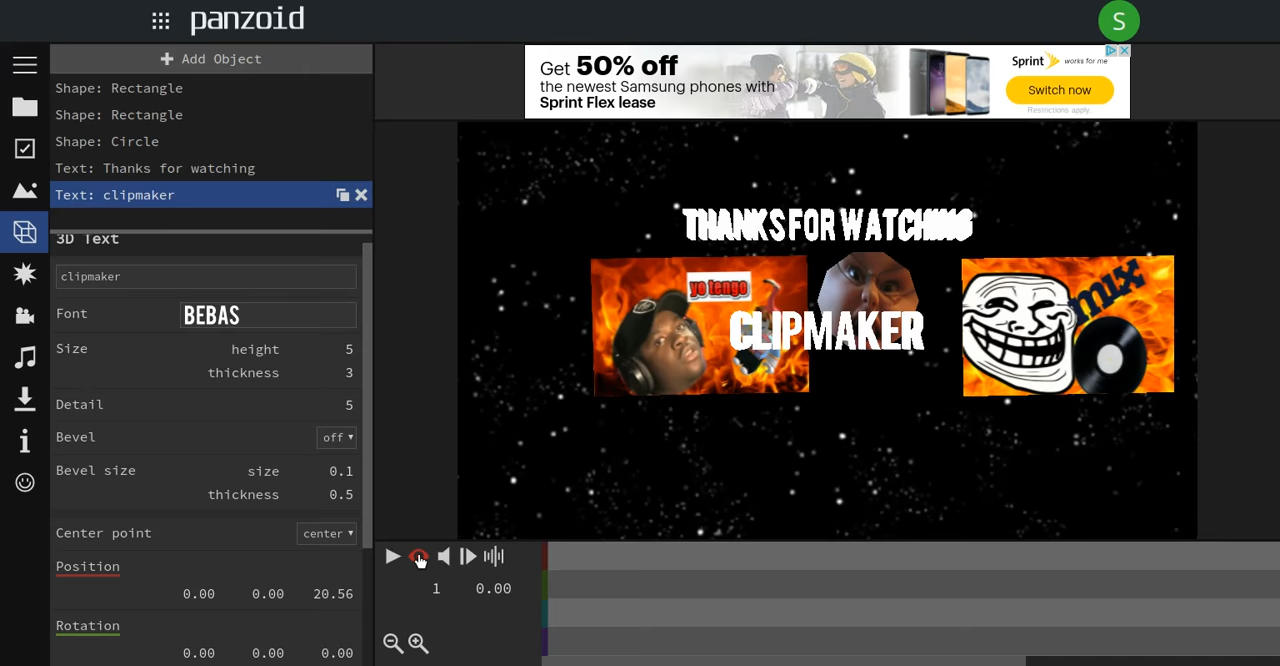 panzoid
S
Add Object
Shape: Rectangle
Shape: Rectangle
Shape: Circle
Text: Thanks for watching
Text: clipmaker
3D Text
clipmaker
Font BEBAS
Size height 5
thickness 3
Detail 5
Bevel off
Bevel size size 0.1
thickness 0.5
Center point center
Position
0.00 0.00 20.56
Rotation
0.00 0.00 0.00
Get 50% off
the newest Samsung phones with
Sprint Flex lease
Sprint works for me
Switch now
Restrictions apply.
THANKS FOR WATCHING
yo tengo
CLIPMAKER
mix
1 0.00